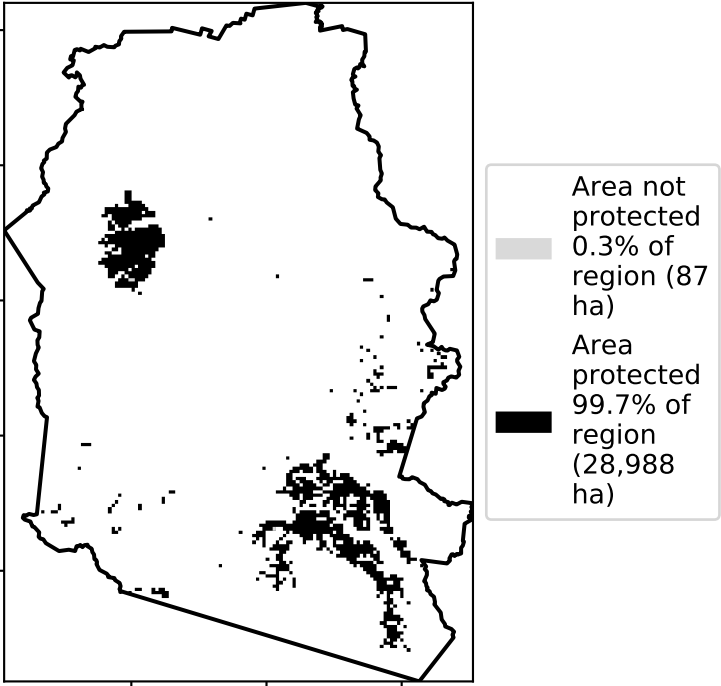 Area not
protected
0.3% of
region (87
ha)
Area
protected
99.7% of
region
(28,988
ha)